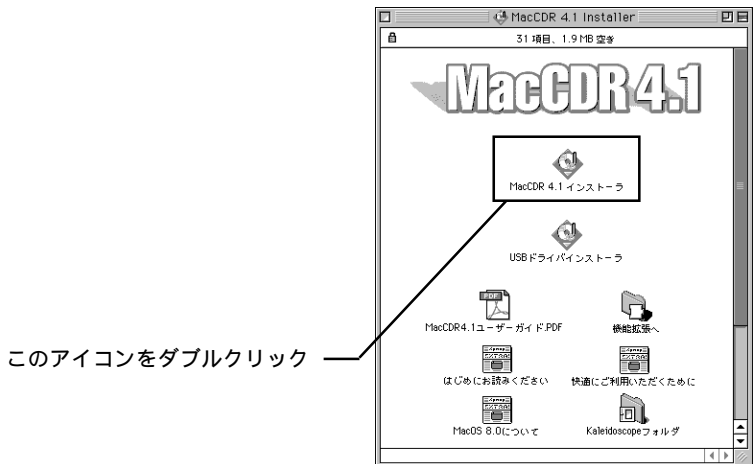 MacCDR 4.1 Installer
31 項目、1.9 MB 空き
MacCDR 4.1
MacCDR 4.1 インストーラ
USBドライバインストーラ
PDF
MacCDR4.1ユーザーガイド.PDF
機能拡張へ
はじめにお読みください
快適にご利用いただくために
MacOS 8.0について
Kaleidoscopeフォルダ
このアイコンをダブルクリック